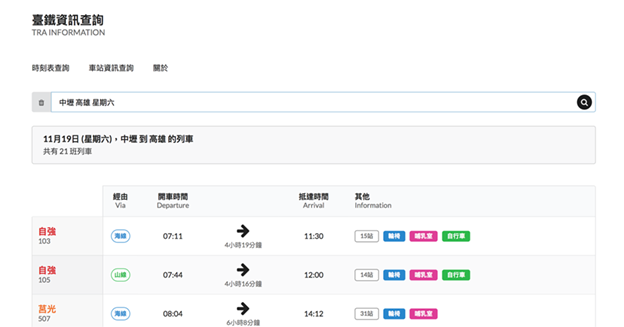 臺鐵資訊查詢
TRA INFORMATION
時刻表查詢 車站資訊查詢 關於
中壢 高雄 星期六
11月19日 (星期六)，中壢 到 高雄 的列車
共有 21 班列車
經由 開車時間 抵達時間 其他
Via Departure Arrival Information
自強 103 海線 07:11 4小時19分鐘 11:30 15站 輪椅 哺乳室 自行車
自強 105 山線 07:44 4小時16分鐘 12:00 14站 輪椅 哺乳室 自行車
莒光 507 海線 08:04 6小時8分鐘 14:12 31站 輪椅 哺乳室